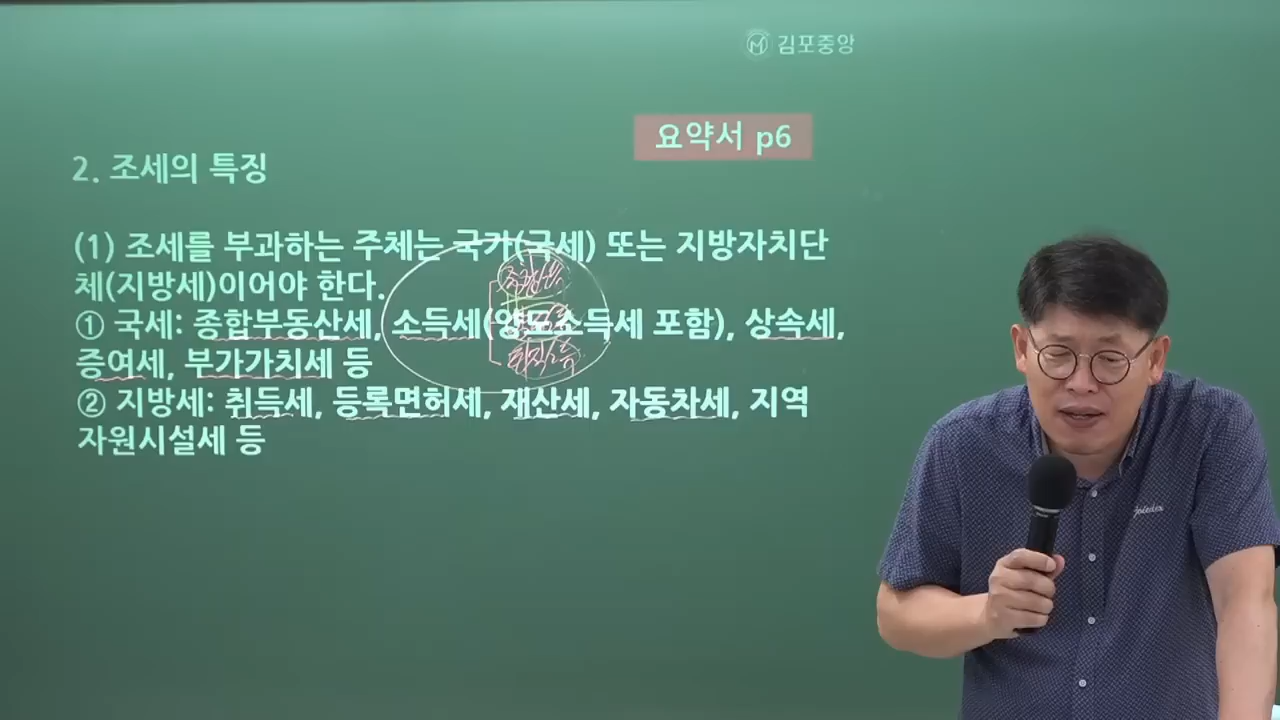 김포중앙
요약서 p6
2. 조세의 특징
(1) 조세를 부과하는 주체는 국가(국세) 또는 지방자치단
체(지방세)이어야 한다.
① 국세: 종합부동산세, 소득세(양도소득세 포함), 상속세,
증여세, 부가가치세 등
② 지방세: 취득세, 등록면허세, 재산세, 자동차세, 지역
자원시설세 등